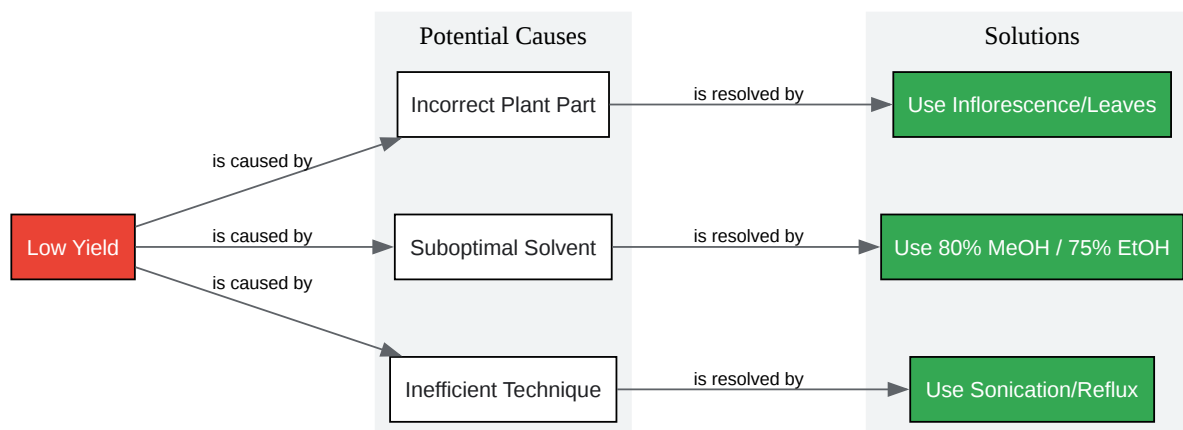 Potential Causes
Solutions
Incorrect Plant Part
is resolved by
Use Inflorescence/Leaves
is caused by
Low Yield
is caused by
Suboptimal Solvent
is resolved by
Use 80% MeOH / 75% EtOH
is caused by
Inefficient Technique
is resolved by
Use Sonication/Reflux